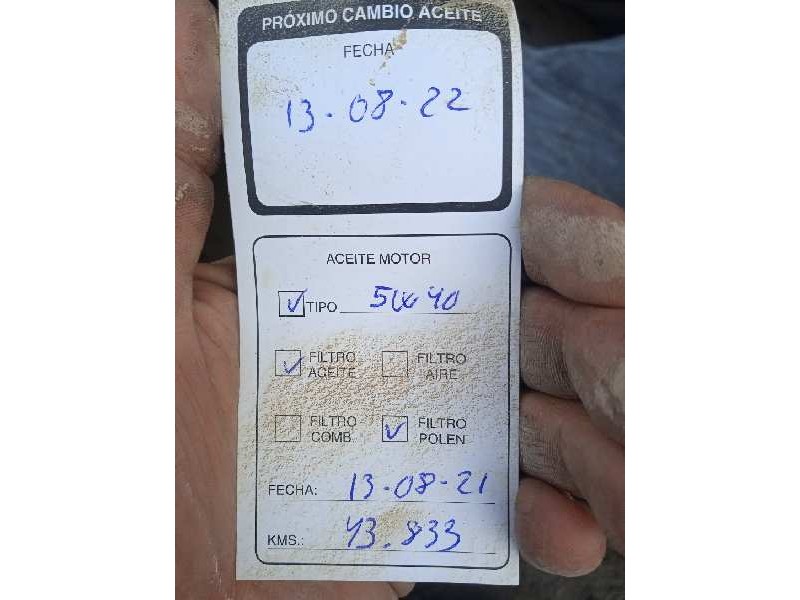 PRÓXIMO CAMBIO ACEITE
FECHA
13-08-22
ACEITE MOTOR
TIPO 5W40
FILTRO ACEITE
FILTRO AIRE
FILTRO COMB.
FILTRO POLEN
FECHA: 13-08-21
KMS.: 43.833